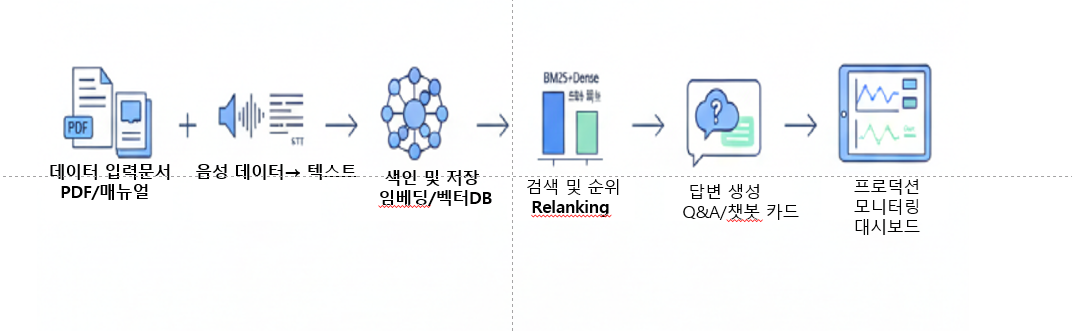 PDF
STT
BM25+Dense
데이터 입력문서
PDF/매뉴얼
음성 데이터→ 텍스트
색인 및 저장
임베딩/벡터DB
검색 및 순위
Relanking
?
답변 생성
Q&A/챗봇 카드
프로덕션
모니터링
대시보드